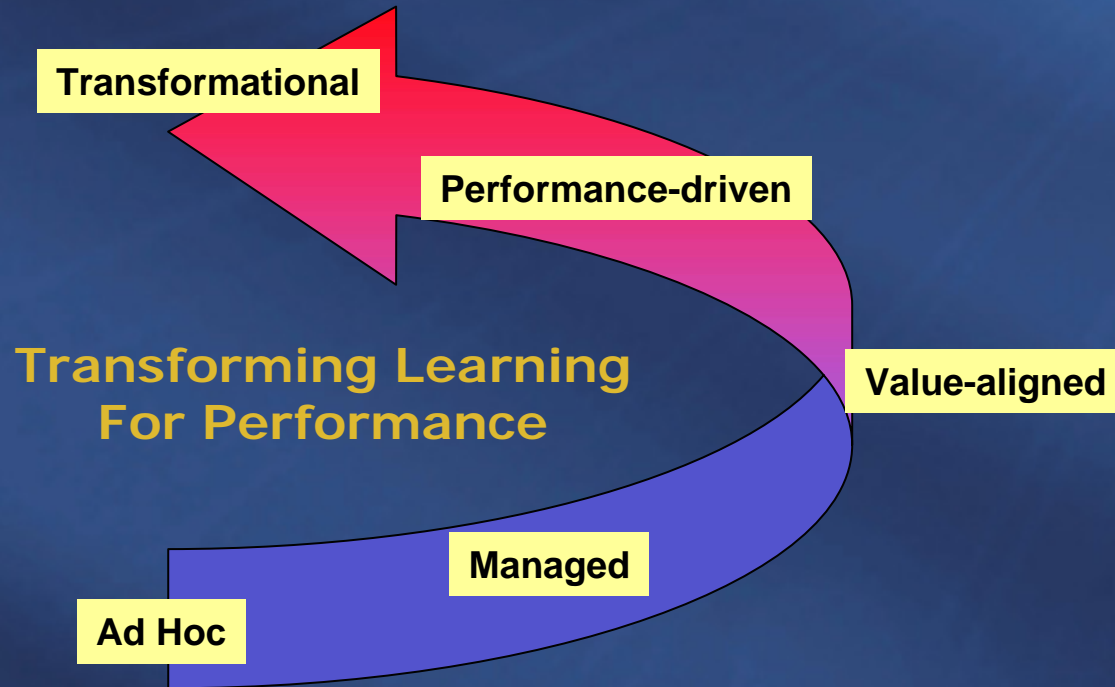 Transformational
Performance-driven
Transforming Learning
For Performance
Value-aligned
Managed
Ad Hoc